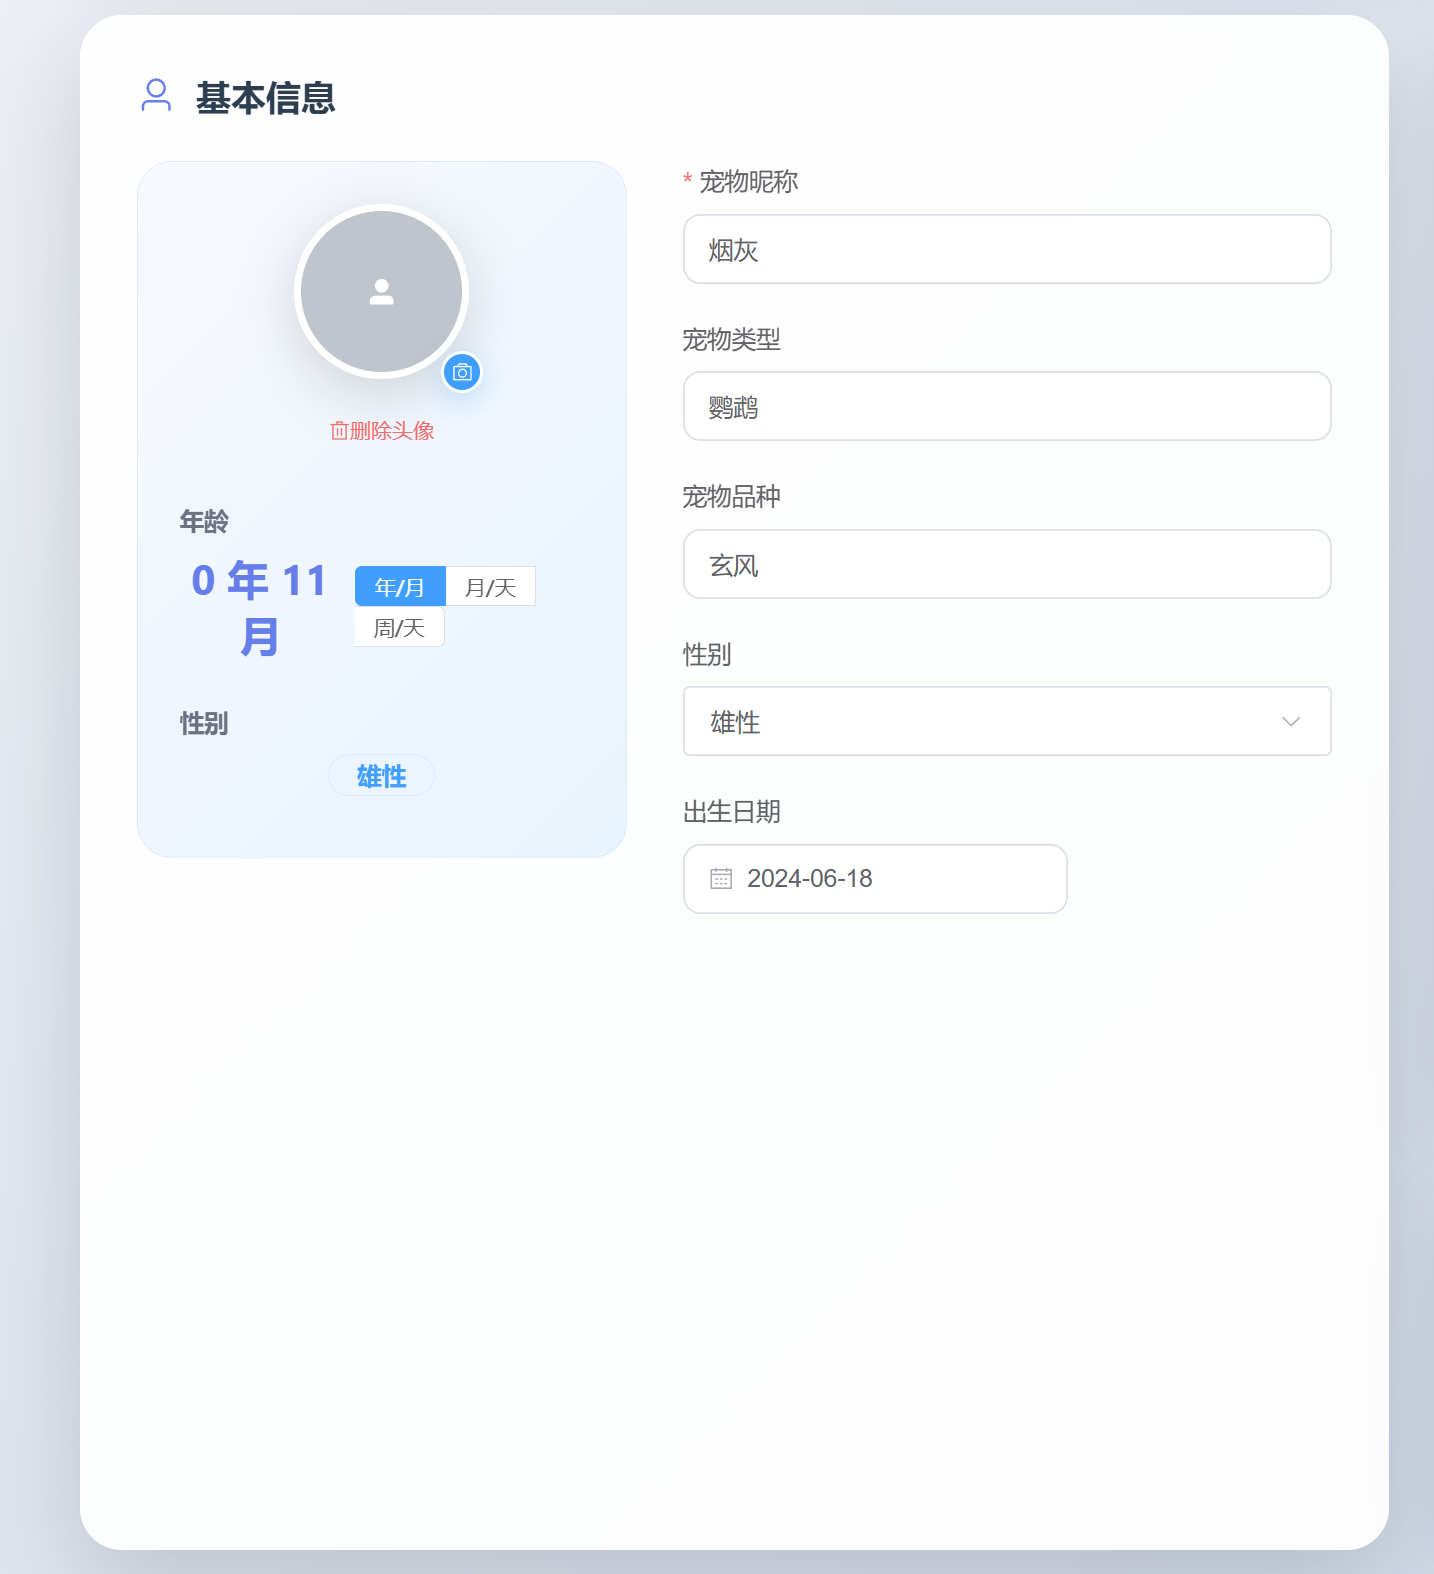 基本信息
删除头像
年龄
0 年 11
月
年/月
月/天
周/天
性别
雄性
* 宠物昵称
烟灰
宠物类型
鹦鹉
宠物品种
玄风
性别
雄性
出生日期
2024-06-18